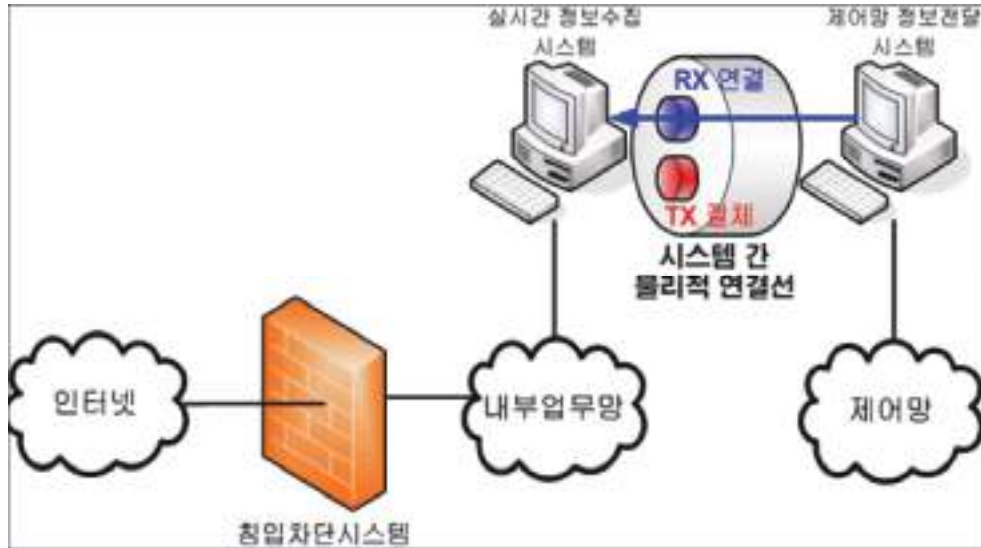 실시간 정보수집
시스템
제어망 정보전달
시스템
RX 연결
TX 결제
시스템 간
물리적 연결선
인터넷
내부업무망
제어망
침입차단시스템